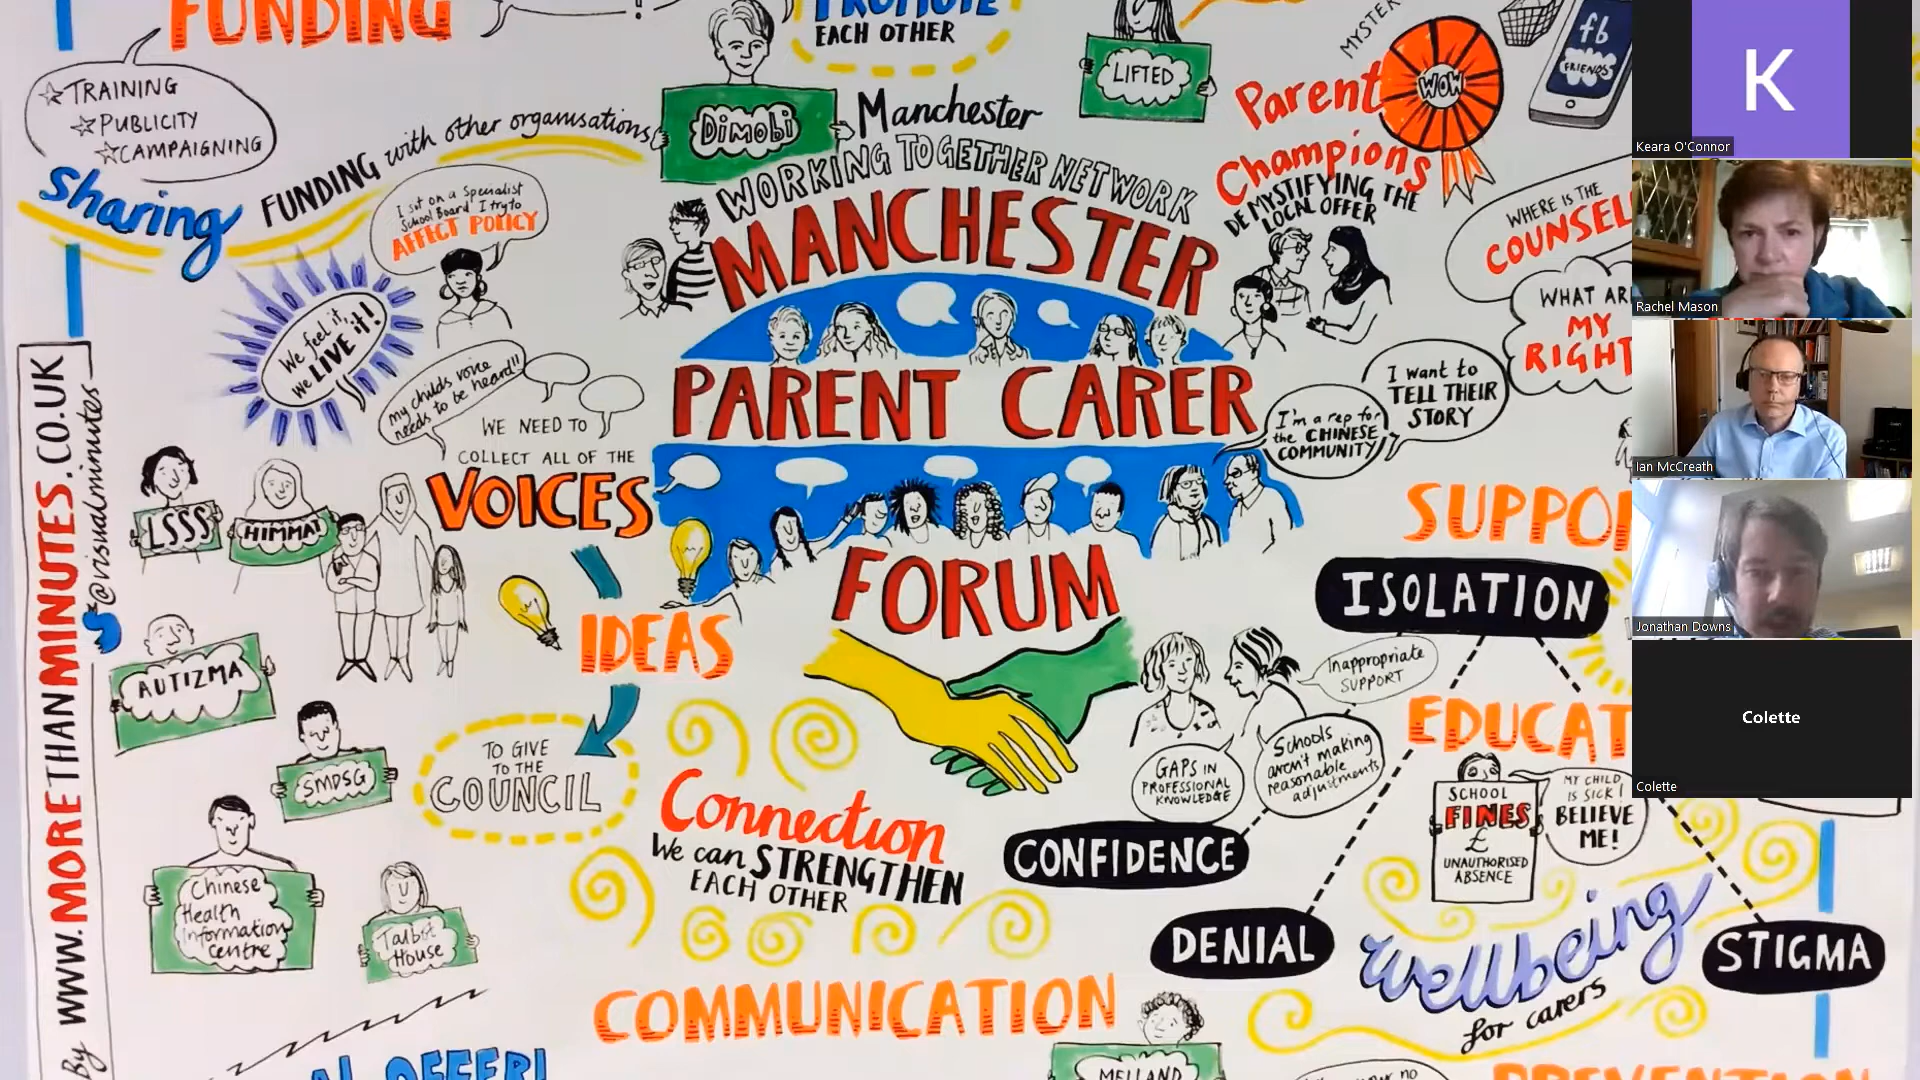 FUNDING
PROMOTE
EACH OTHER
TRAINING
PUBLICITY
CAMPAIGNING
Sharing
FUNDING with other organisations
I sit on a Specialist
School Board I try to
AFFECT POLICY
We feel it,
we LIVE it!
my childs voice
needs to be heard!!!
WE NEED TO
COLLECT ALL OF THE
VOICES
LSSS
HIMMAT
AUTIZMA
SMDSG
Chinese
Health
Information
Centre
Talbot
House
IDEAS
TO GIVE
TO THE
COUNCIL
Dimobi
Manchester
WORKING TOGETHER NETWORK
MANCHESTER
PARENT CARER
FORUM
LIFTED
Parent
Champions
WOW
DEMYSTIFYING THE
LOCAL OFFER
fb
FRIENDS
WHERE IS THE
COUNSEL
WHAT AR
MY
RIGHT
I'm a rep for
the CHINESE
COMMUNITY
I want to
TELL THEIR
STORY
SUPPO
ISOLATION
Inappropriate
SUPPORT
Schools
aren't making
reasonable
adjustments
GAPS IN
PROFESSIONAL
KNOWLEDGE
EDUCAT
SCHOOL
FINES
£
UNAUTHORISED
ABSENCE
MY CHILD
IS SICK!
BELIEVE
ME!
CONFIDENCE
DENIAL
STIGMA
Connection
We can STRENGTHEN
EACH OTHER
wellbeing
for carers
COMMUNICATION
MELLAND
PREVENTION
AL OFFER!
By WWW.MORETHANMINUTES.CO.UK
@visualminutes
K
Keara O'Connor
Rachel Mason
Ian McCreath
Jonathan Downs
Colette
Colette